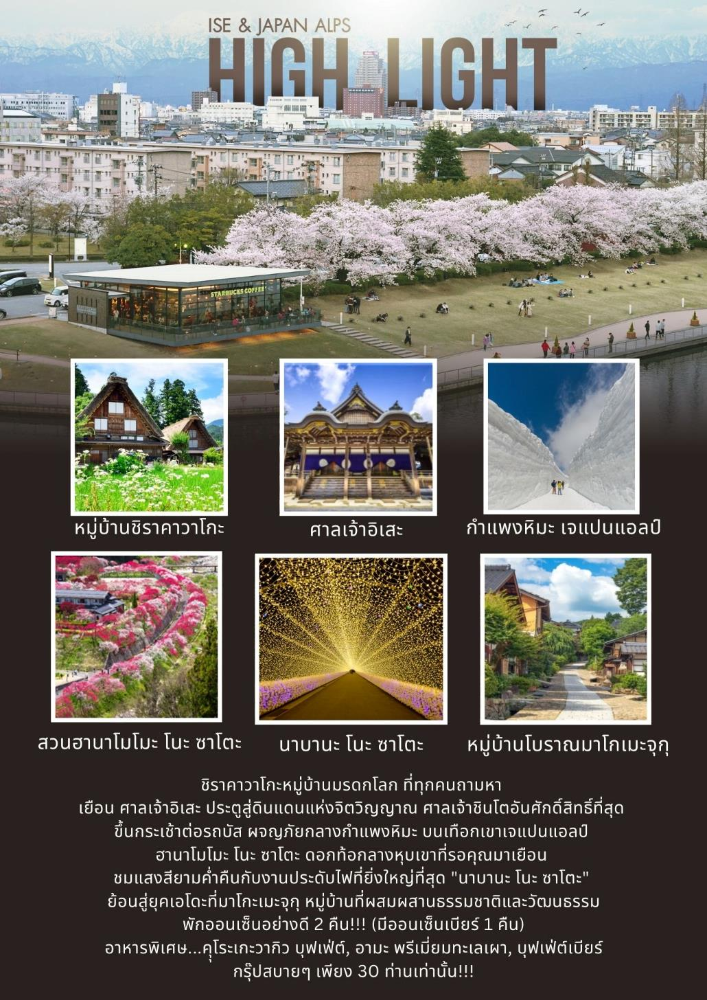 ISE & JAPAN ALPS
HIGH LIGHT
STARBUCKS COFFEE
หมู่บ้านชิราคาวาโกะ
ศาลเจ้าอิเสะ
กำแพงหิมะ เจแปนแอลป์
สวนฮานาโมโมะ โนะ ซาโตะ
นาบานะ โนะ ซาโตะ
หมู่บ้านโบราณมาโกเมะจุกุ
ชิราคาวาโกะหมู่บ้านมรดกโลก ที่ทุกคนถามหา
เยือน ศาลเจ้าอิเสะ ประตูสู่ดินแดนแห่งจิตวิญญาณ ศาลเจ้าชินโตอันศักดิ์สิทธิ์ที่สุด
ขึ้นกระเช้าต่อรถบัส ผจญภัยกลางกำแพงหิมะ บนเทือกเขาเจแปนแอลป์
ฮานาโมโมะ โนะ ซาโตะ ดอกท้อกลางหุบเขาที่รอคุณมาเยือน
ชมแสงสียามค่ำคืนกับงานประดับไฟที่ยิ่งใหญ่ที่สุด "นาบานะ โนะ ซาโตะ"
ย้อนสู่ยุคเอโดะที่มาโกะเมะจุกุ หมู่บ้านที่ผสมผสานธรรมชาติและวัฒนธรรม
พักออนเซ็นอย่างดี 2 คืน!!! (มีออนเซ็นเบียร์ 1 คืน)
อาหารพิเศษ...คุโระเกะวากิว บุฟเฟ่ต์, อามะ พรีเมี่ยมทะเลเผา, บุฟเฟ่ต์เบียร์
กรุ๊ปสบายๆ เพียง 30 ท่านเท่านั้น!!!